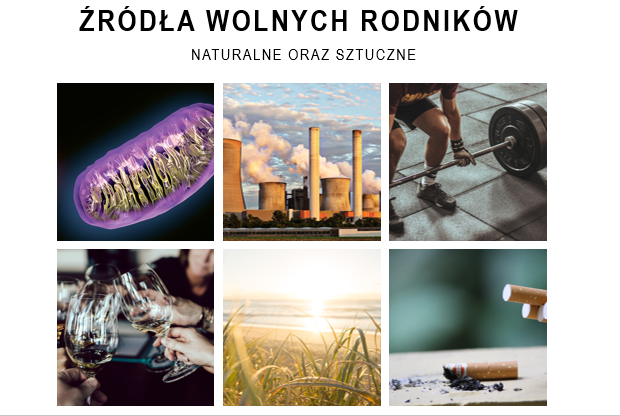 ŹRÓDŁA WOLNYCH RODNIKÓW
NATURALNE ORAZ SZTUCZNE